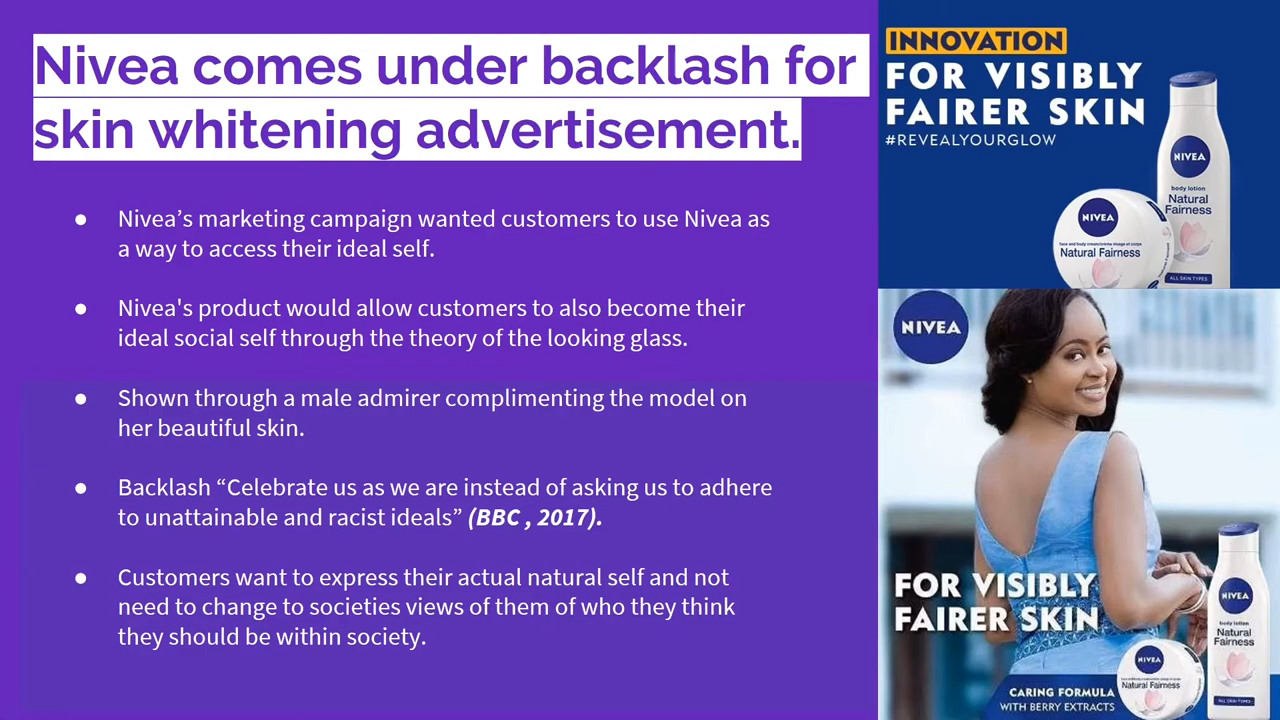 Nivea comes under backlash for
skin whitening advertisement.
● Nivea’s marketing campaign wanted customers to use Nivea as
a way to access their ideal self.
● Nivea's product would allow customers to also become their
ideal social self through the theory of the looking glass.
● Shown through a male admirer complimenting the model on
her beautiful skin.
● Backlash “Celebrate us as we are instead of asking us to adhere
to unattainable and racist ideals” (BBC , 2017).
● Customers want to express their actual natural self and not
need to change to societies views of them of who they think
they should be within society.
INNOVATION
FOR VISIBLY
FAIRER SKIN
#REVEALYOURGLOW
NIVEA
body lotion
Natural
Fairness
ALL SKIN TYPES
NIVEA
Natural Fairness
NIVEA
FOR VISIBLY
FAIRER SKIN
NIVEA
body lotion
Natural
Fairness
ALL SKIN TYPES
NIVEA
Natural Fairness
CARING FORMULA
WITH BERRY EXTRACTS